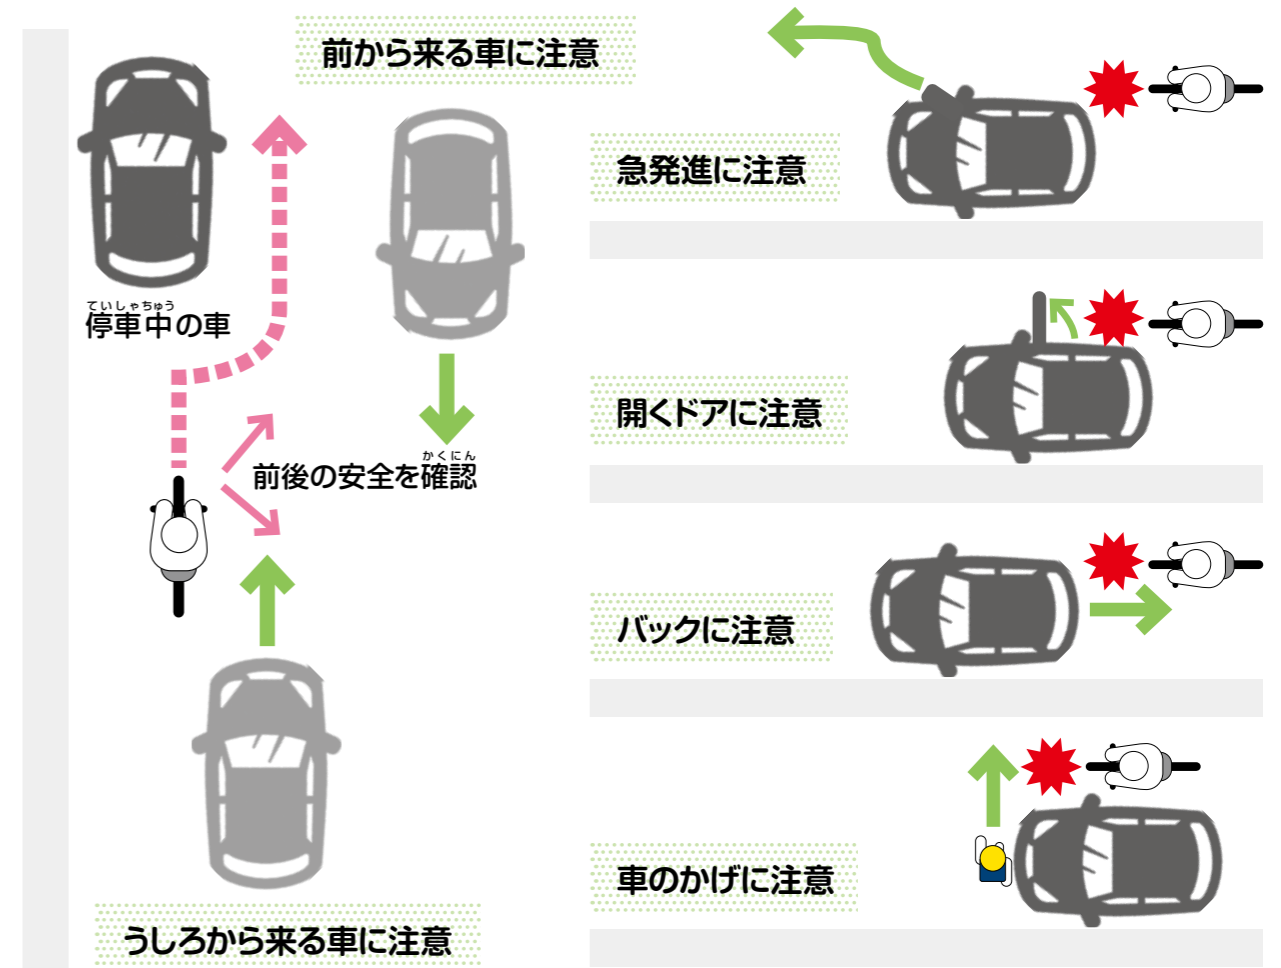 前から来る車に注意
ていしゃちゅう
停車中の車
かくにん
前後の安全を確認
うしろから来る車に注意
急発進に注意
開くドアに注意
バックに注意
車のかげに注意